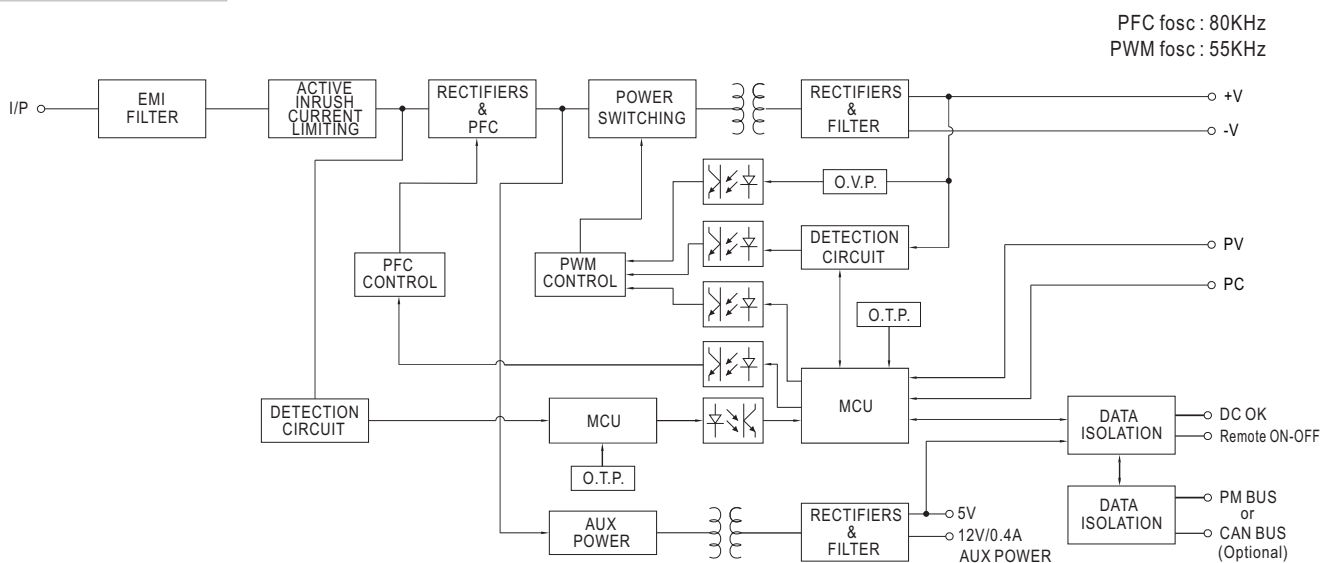 PFC fosc : 80KHz
PWM fosc : 55KHz
I/P
EMI
FILTER
ACTIVE
INRUSH
CURRENT
LIMITING
RECTIFIERS
&
PFC
POWER
SWITCHING
RECTIFIERS
&
FILTER
+V
-V
O.V.P.
DETECTION
CIRCUIT
PFC
CONTROL
PWM
CONTROL
PV
PC
O.T.P.
MCU
DETECTION
CIRCUIT
MCU
O.T.P.
DATA
ISOLATION
DC OK
Remote ON-OFF
DATA
ISOLATION
PM BUS
or
CAN BUS
(Optional)
AUX
POWER
RECTIFIERS
&
FILTER
5V
12V/0.4A
AUX POWER